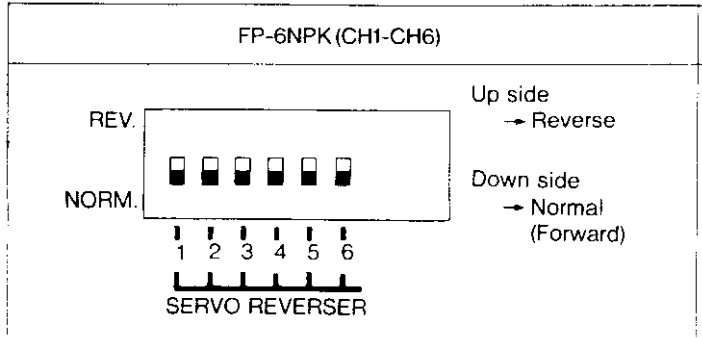 FP-6NPK (CH1-CH6)
REV.
NORM.
Up side
→ Reverse
Down side
→ Normal
(Forward)
1 2 3 4 5 6
SERVO REVERSER